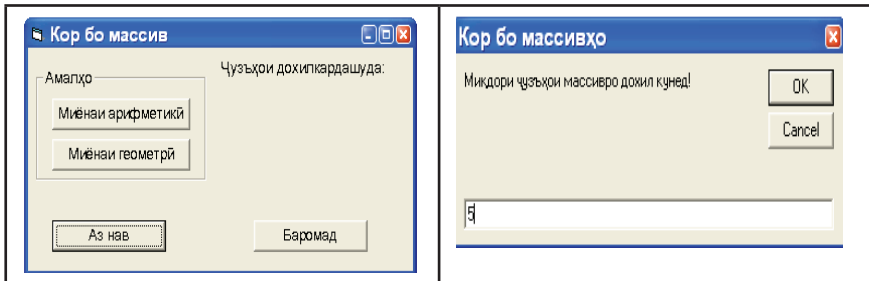 Кор бо массив
Амалҳо
Ҷузъҳои дохилкардашуда:
Миёнаи арифметикӣ
Миёнаи геометрӣ
Аз нав
Баромад
Кор бо массивҳо
Миқдори ҷузъҳои массивро дохил кунед!
OK
Cancel
5